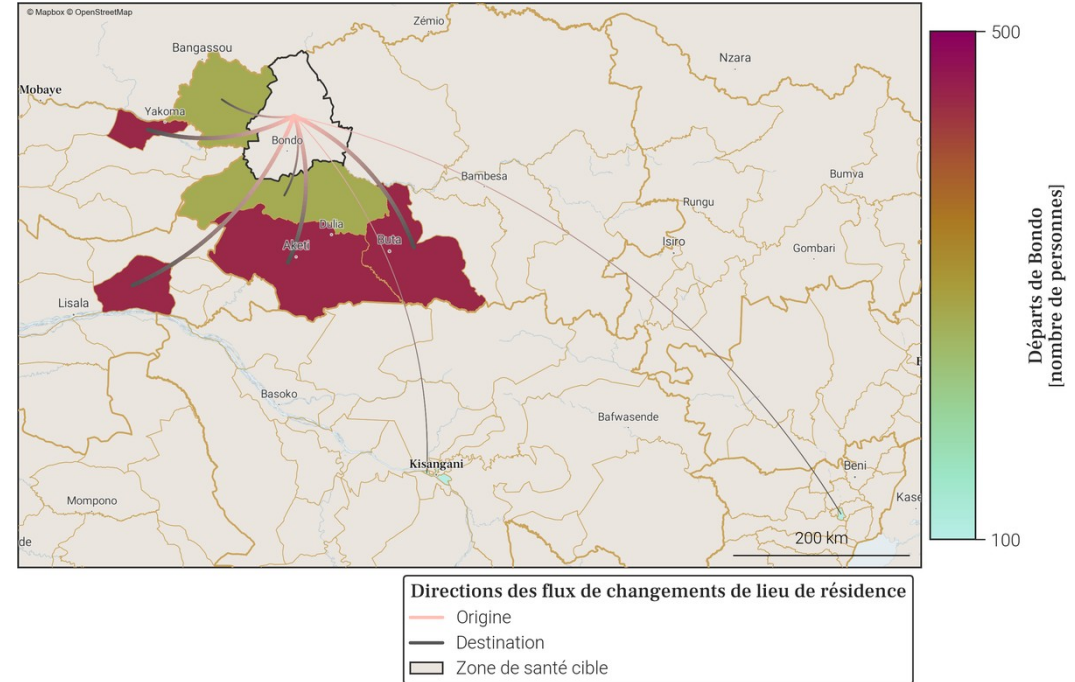 © Mapbox © OpenStreetMap
Zémio
Bangassou
Nzara
Mobaye
Yakoma
Bondo
Bambesa
Bumva
Rungu
Dulia
Aketi
Buta
Isiro
Gombari
Lisala
Basoko
Bafwasende
Kisangani
Beni
Mompono
Kase
de
200 km
500
100
Départs de Bondo
[nombre de personnes]
Directions des flux de changements de lieu de résidence
Origine
Destination
Zone de santé cible